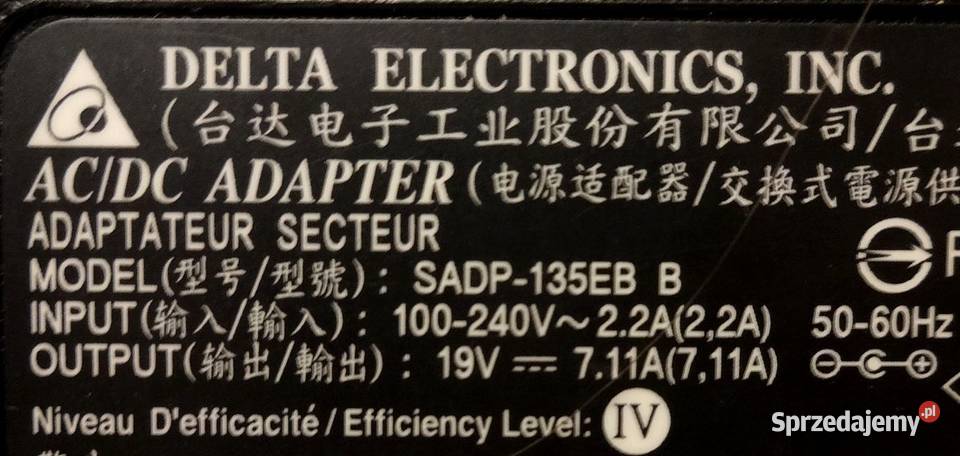 DELTA ELECTRONICS, INC.
(台达电子工业股份有限公司/台
AC/DC ADAPTER (电源适配器/交換式電源供
ADAPTATEUR SECTEUR
MODEL(型号/型號): SADP-135EB B
INPUT(输入/輸入): 100-240V~ 2.2A(2,2A) 50-60Hz
OUTPUT(输出/輸出): 19V ⎓ 7.11A(7,11A)
Niveau D'efficacité / Efficiency Level: IV
Sprzedajemy.pl